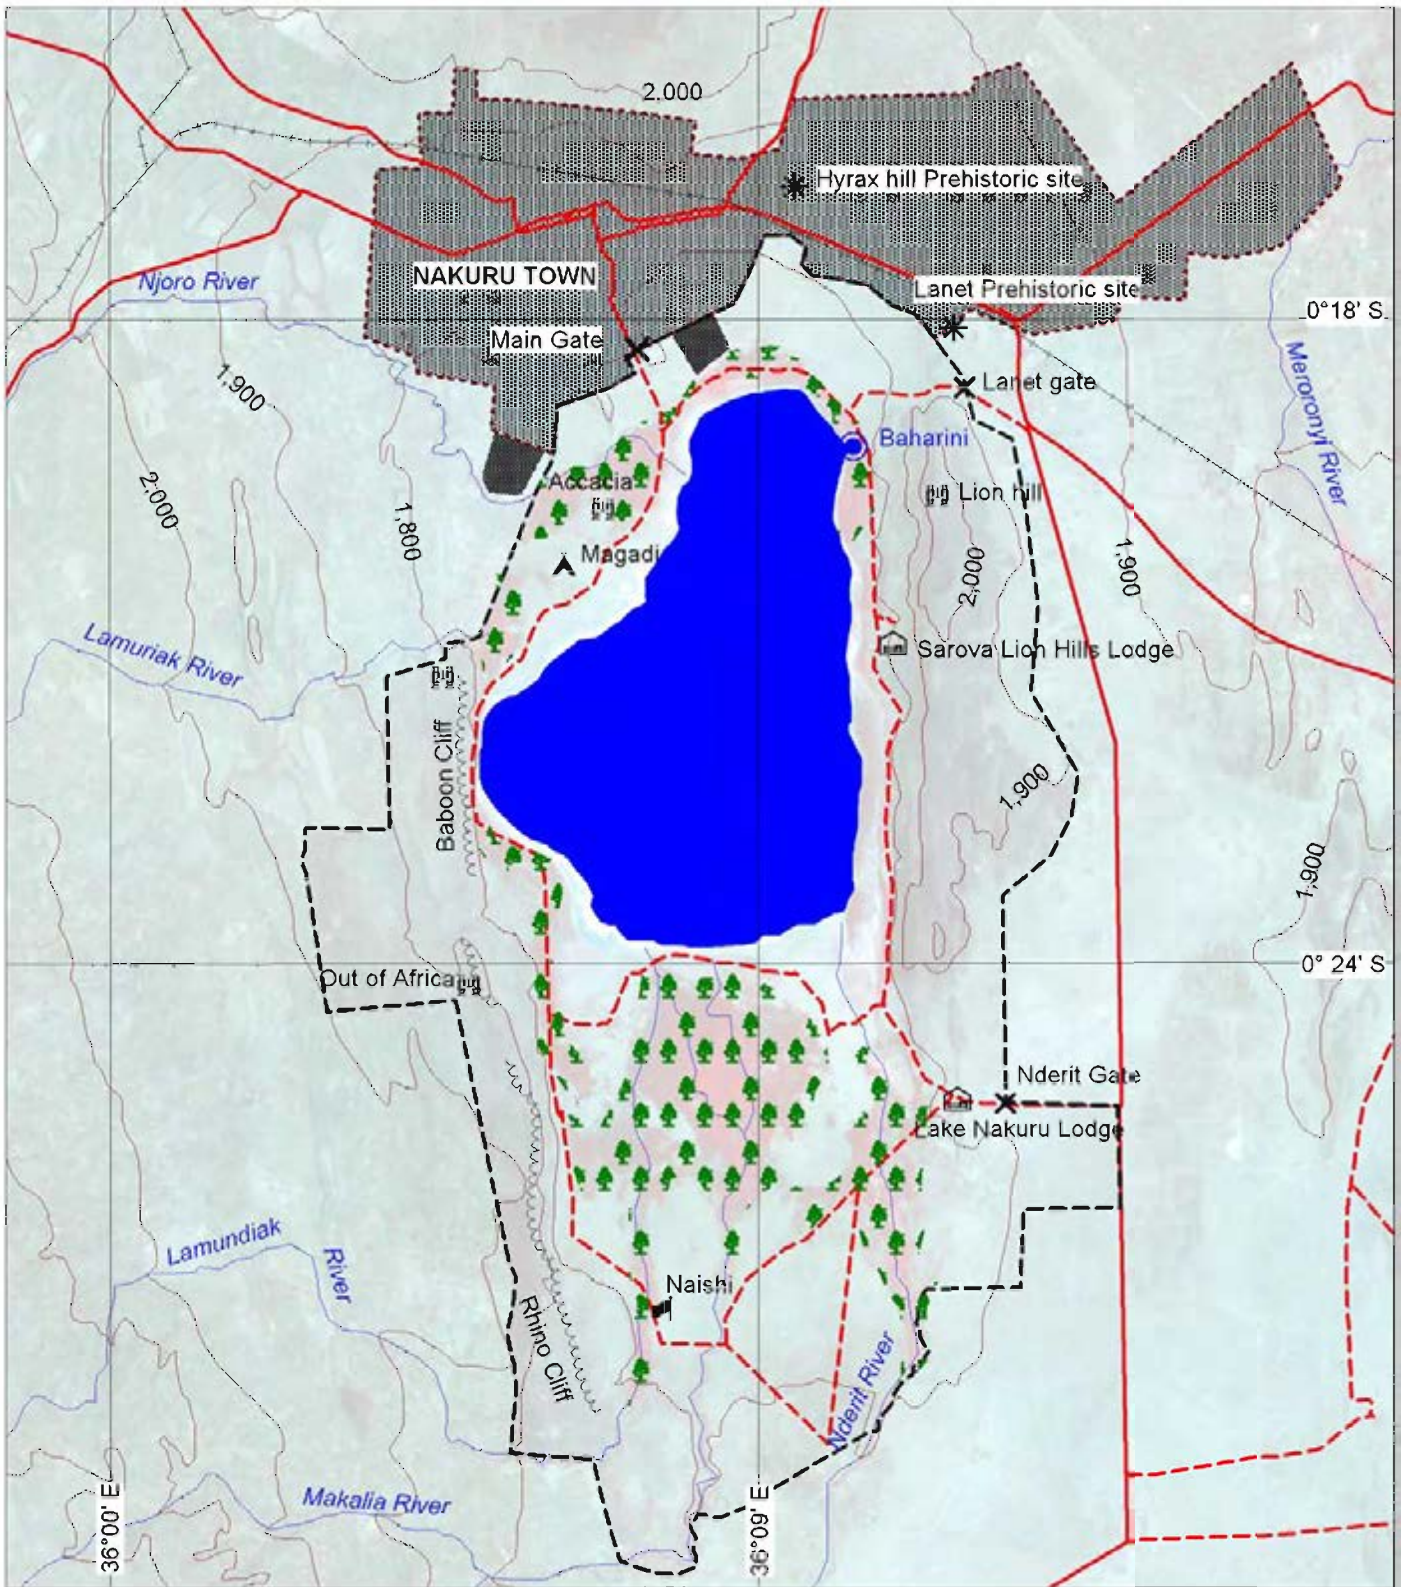 2,000
Hyrax hill Prehistoric site
NAKURU TOWN
Njoro River
Lanet Prehistoric site
0°18' S
Main Gate
Lanet gate
1,900
Meroronyi River
Baharini
Accacia
Lion hill
2,000
1,800
Magadi
2,000
1,900
Lamuriak River
Sarova Lion Hills Lodge
Baboon Cliff
1,900
1,900
Out of Africa
0° 24' S
Nderit Gate
Lake Nakuru Lodge
Lamundiak
River
Naishi
Rhino Cliff
Nderit River
Makalia River
36°00' E
36°09' E